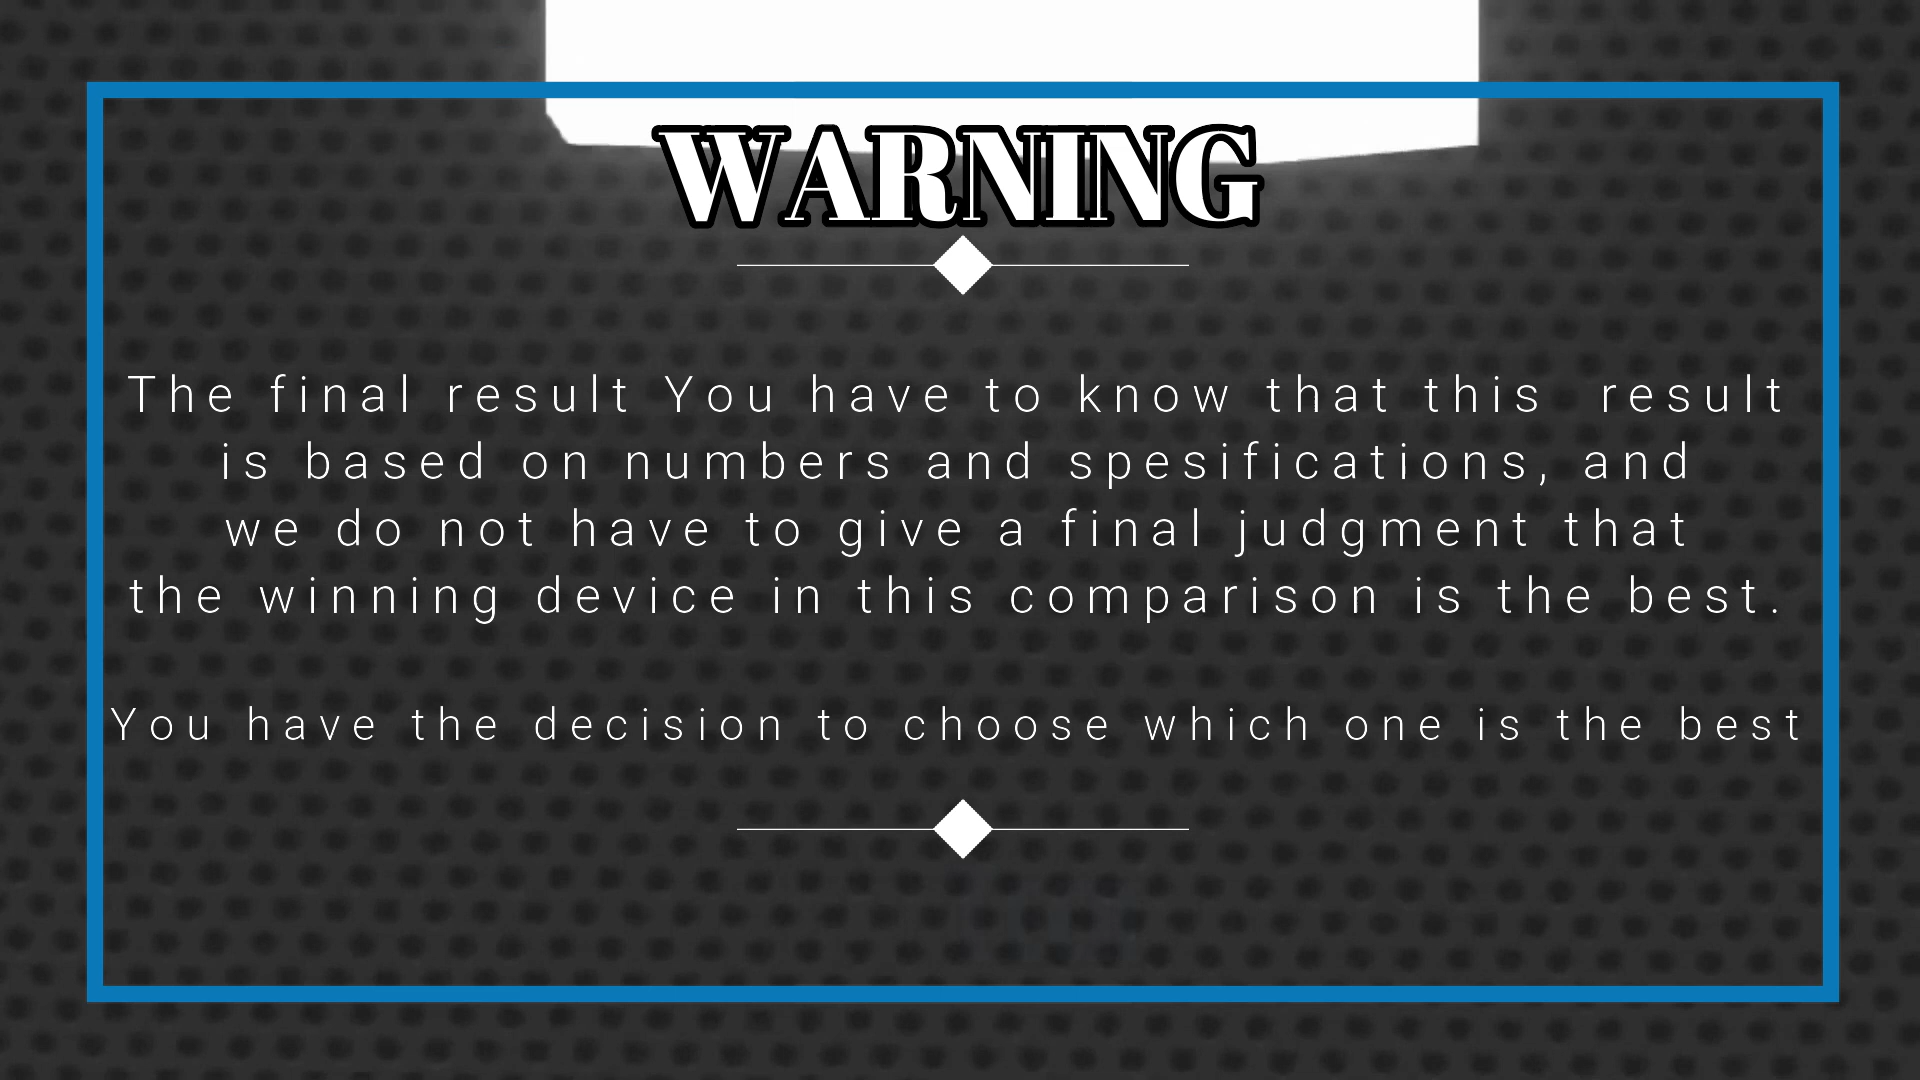 WARNING
The final result You have to know that this result
is based on numbers and spesifications, and
we do not have to give a final judgment that
the winning device in this comparison is the best.
You have the decision to choose which one is the best